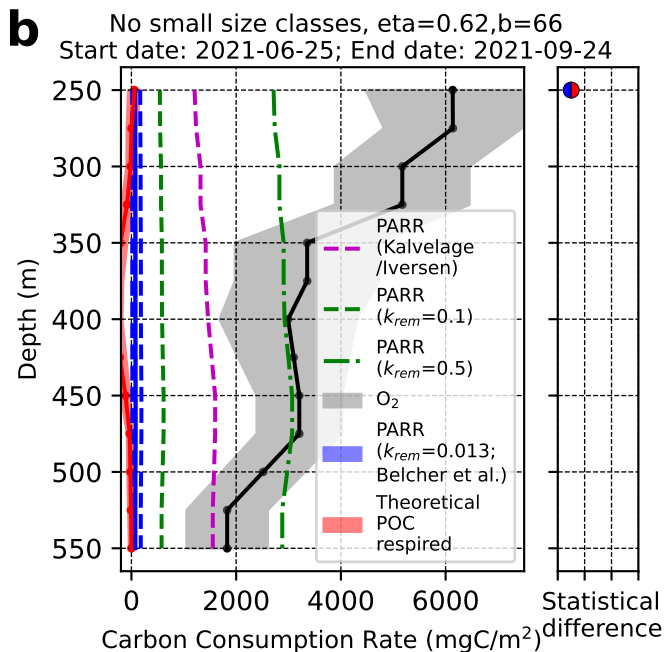 b
No small size classes, eta=0.62,b=66
Start date: 2021-06-25; End date: 2021-09-24
250
300
350
400
450
500
550
Depth (m)
0
2000
4000
6000
Carbon Consumption Rate (mgC/m²)
PARR
(Kalvelage
/Iversen)
PARR
(k_rem=0.1)
PARR
(k_rem=0.5)
O₂
PARR
(k_rem=0.013;
Belcher et al.)
Theoretical
POC
respired
Statistical
difference